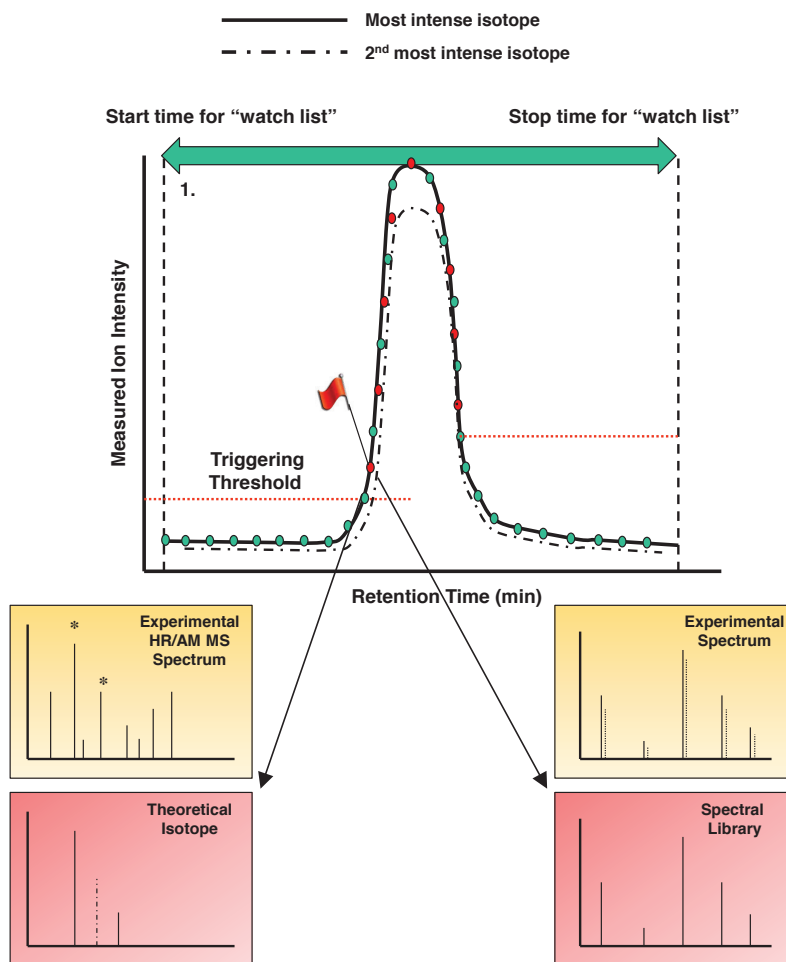 Most intense isotope
2nd most intense isotope
Start time for “watch list”
Stop time for “watch list”
1.
Measured Ion Intensity
Triggering
Threshold
Retention Time (min)
Experimental
HR/AM MS
Spectrum
*
*
Experimental
Spectrum
Theoretical
Isotope
Spectral
Library